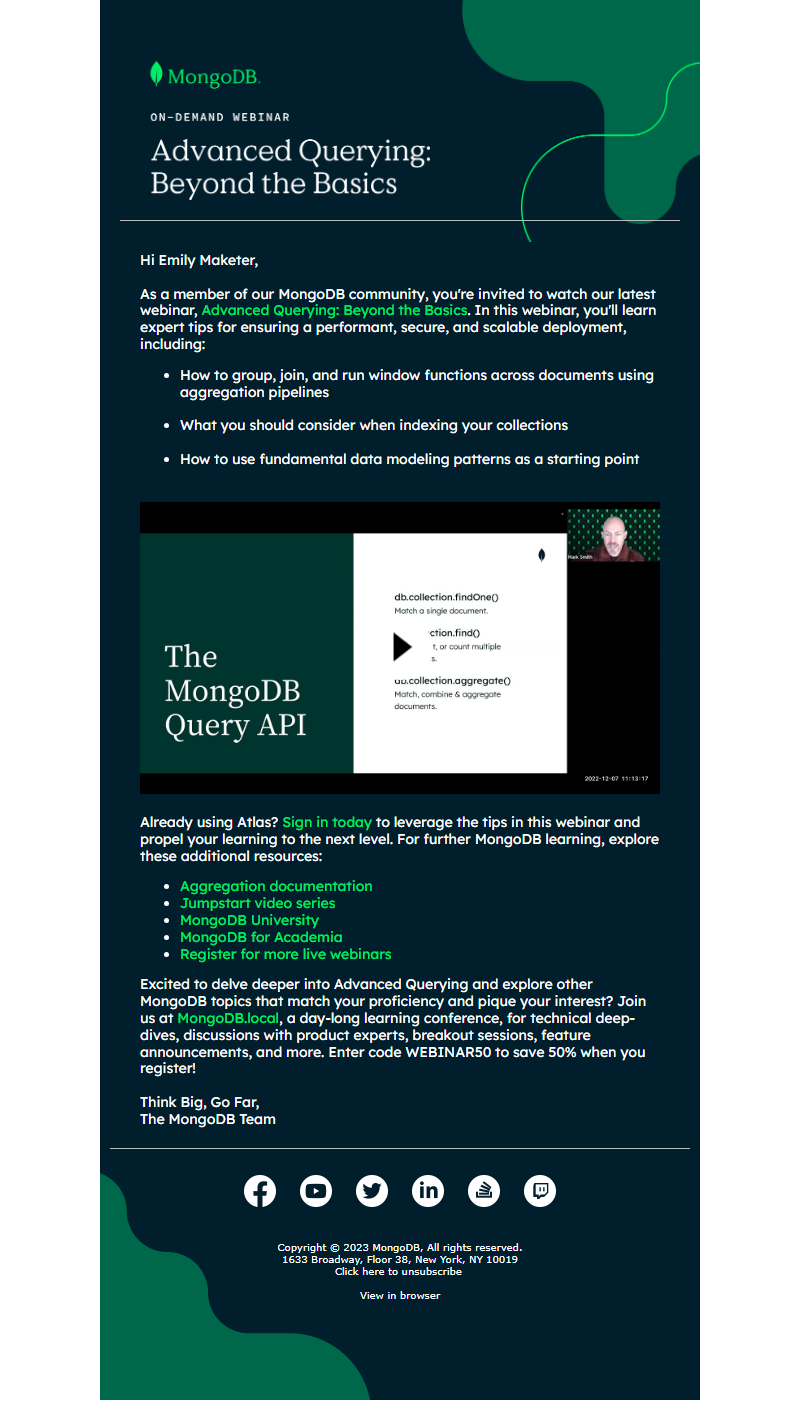 MongoDB.
ON-DEMAND WEBINAR
Advanced Querying:
Beyond the Basics
Hi Emily Maketer,
As a member of our MongoDB community, you're invited to watch our latest
webinar, Advanced Querying: Beyond the Basics. In this webinar, you'll learn
expert tips for ensuring a performant, secure, and scalable deployment,
including:
• How to group, join, and run window functions across documents using
aggregation pipelines
• What you should consider when indexing your collections
• How to use fundamental data modeling patterns as a starting point
Mark Smith
The
MongoDB
Query API
db.collection.findOne()
Match a single document.
ction.find()
t, or count multiple
s.
db.collection.aggregate()
Match, combine & aggregate
documents.
2022-12-07 11:13:17
Already using Atlas? Sign in today to leverage the tips in this webinar and
propel your learning to the next level. For further MongoDB learning, explore
these additional resources:
• Aggregation documentation
• Jumpstart video series
• MongoDB University
• MongoDB for Academia
• Register for more live webinars
Excited to delve deeper into Advanced Querying and explore other
MongoDB topics that match your proficiency and pique your interest? Join
us at MongoDB.local, a day-long learning conference, for technical deep-
dives, discussions with product experts, breakout sessions, feature
announcements, and more. Enter code WEBINAR50 to save 50% when you
register!
Think Big, Go Far,
The MongoDB Team
in
Copyright © 2023 MongoDB, All rights reserved.
1633 Broadway, Floor 38, New York, NY 10019
Click here to unsubscribe
View in browser